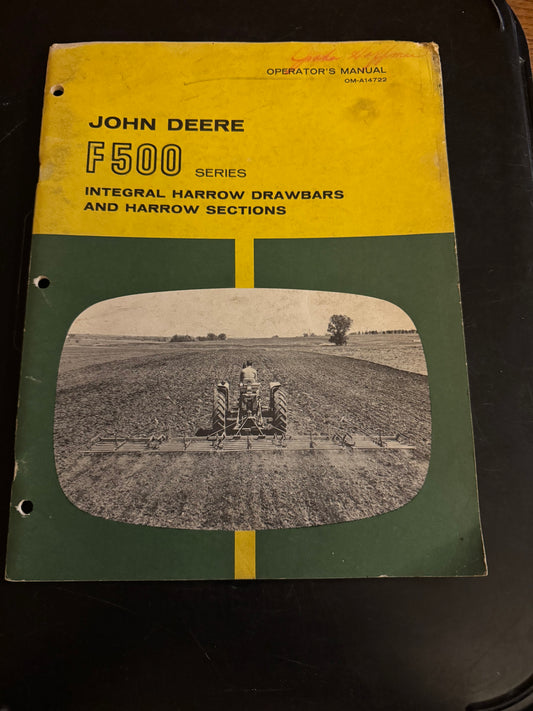 OPERATOR'S MANUAL
OM-A14722
JOHN DEERE
F500 SERIES
INTEGRAL HARROW DRAWBARS
AND HARROW SECTIONS